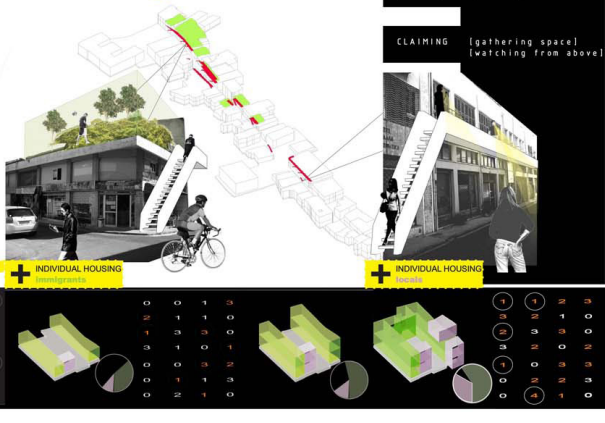 CLAIMING [gathering space]
[watching from above]
+ INDIVIDUAL HOUSING
immigrants
+ INDIVIDUAL HOUSING
locals
0 0 1 3
2 1 1 0
1 3 3 0
3 1 0 1
0 0 3 2
0 1 1 3
0 2 1 0
1 1 2 3
3 2 1 0
2 3 3 0
3 2 0 2
1 0 3 3
0 2 2 3
0 4 1 0